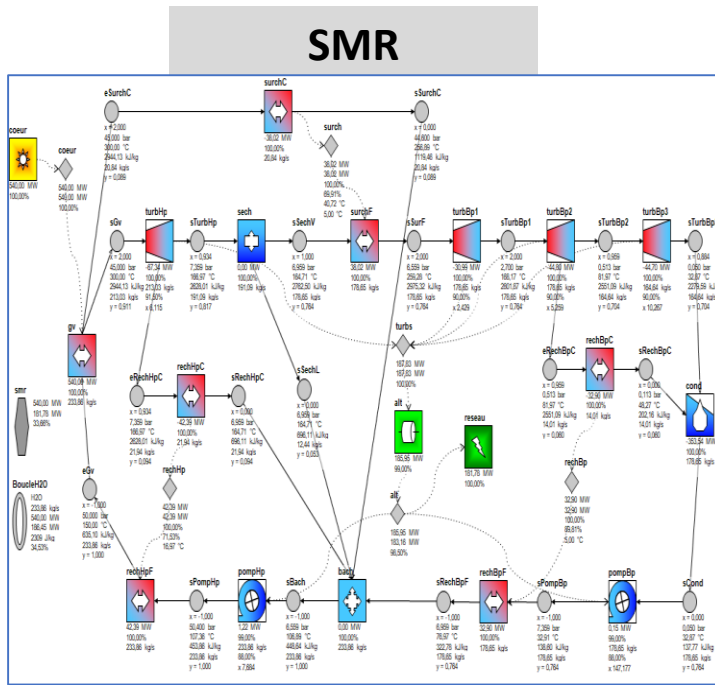 SMR
surchC
eSurchC
sSurchC
-38,02 MW
100,00%
20,84 kg/s
x = 2,000
45,000 bar
300,00 °C
2944,13 kJ/kg
20,84 kg/s
y = 0,089
x = 0,000
44,600 bar
256,89 °C
1119,46 kJ/kg
20,84 kg/s
y = 0,089
surch
38,02 MW
38,02 MW
100,00%
89,91%
40,72 °C
5,00 °C
coeur
540,00 MW
100,00%
coeur
540,00 MW
540,00 MW
100,00%
sGv
turbHp
sTurbHp
sech
sSechV
surchF
sSurF
turbBp1
sTurbBp1
turbBp2
sTurbBp2
turbBp3
sTurbBp
x = 2,000
45,000 bar
300,00 °C
2944,13 kJ/kg
213,03 kg/s
y = 0,911
-67,34 MW
100,00%
213,03 kg/s
91,50%
x 6,115
x = 0,934
7,359 bar
166,97 °C
2628,01 kJ/kg
191,09 kg/s
y = 0,817
0,00 MW
100,00%
191,09 kg/s
x = 1,000
6,959 bar
164,71 °C
2762,50 kJ/kg
178,65 kg/s
y = 0,764
38,02 MW
100,00%
178,65 kg/s
x = 2,000
6,559 bar
259,28 °C
2975,32 kJ/kg
178,65 kg/s
y = 0,764
-30,99 MW
100,00%
178,65 kg/s
90,00%
x 2,429
x = 2,000
2,700 bar
166,17 °C
2801,67 kJ/kg
178,65 kg/s
y = 0,764
100,00%
178,65 kg/s
90,00%
x 5,259
x = 0,959
0,513 bar
81,97 °C
2551,09 kJ/kg
164,64 kg/s
y = 0,704
-44,70 MW
100,00%
164,64 kg/s
90,00%
x 10,267
x = 0,884
0,050 bar
32,87 °C
2279,59 kJ/kg
164,64 kg/s
y = 0,704
gv
540,00 MW
100,00%
233,86 kg/s
turbs
187,83 MW
187,83 MW
100,00%
eRechHpC
rechHpC
sRechHpC
x = 0,934
7,359 bar
166,97 °C
2628,01 kJ/kg
21,94 kg/s
y = 0,094
-42,39 MW
100,00%
21,94 kg/s
x = 0,000
6,959 bar
164,71 °C
696,11 kJ/kg
21,94 kg/s
y = 0,094
sSechL
x = 0,000
6,959 bar
164,71 °C
696,11 kJ/kg
12,44 kg/s
y = 0,053
eRechBpC
rechBpC
sRechBpC
x = 0,959
0,513 bar
81,97 °C
2551,09 kJ/kg
14,01 kg/s
y = 0,060
-32,90 MW
100,00%
14,01 kg/s
x = 0,000
0,113 bar
48,27 °C
202,16 kJ/kg
14,01 kg/s
y = 0,060
cond
-353,54 MW
100,00%
178,65 kg/s
smr
540,00 MW
181,78 MW
33,66%
alt
185,95 MW
99,00%
reseau
181,78 MW
100,00%
alt
185,95 MW
183,16 MW
98,50%
BoucleH2O
H2O
233,86 kg/s
540,00 MW
186,45 MW
2309 kJ/kg
34,53%
eGv
x = -1,000
50,000 bar
150,00 °C
635,10 kJ/kg
233,86 kg/s
y = 1,000
rechHp
42,39 MW
42,39 MW
100,00%
71,53%
16,97 °C
rechBp
32,90 MW
32,90 MW
100,00%
89,81%
5,00 °C
rechHpF
sPompHp
pompHp
sBach
bach
sRechBpF
rechBpF
sPompBp
pompBp
sCond
42,39 MW
100,00%
233,86 kg/s
x = -1,000
50,400 bar
107,36 °C
453,86 kJ/kg
233,86 kg/s
y = 1,000
1,22 MW
99,00%
233,86 kg/s
88,00%
x 7,684
x = -1,000
6,559 bar
106,89 °C
448,64 kJ/kg
233,86 kg/s
y = 1,000
0,00 MW
100,00%
233,86 kg/s
x = -1,000
6,959 bar
76,97 °C
322,78 kJ/kg
178,65 kg/s
y = 0,764
32,90 MW
100,00%
178,65 kg/s
x = -1,000
7,359 bar
32,91 °C
138,60 kJ/kg
178,65 kg/s
y = 0,764
0,15 MW
99,00%
178,65 kg/s
88,00%
x 147,177
x = 0,000
0,050 bar
32,87 °C
137,77 kJ/kg
178,65 kg/s
y = 0,764